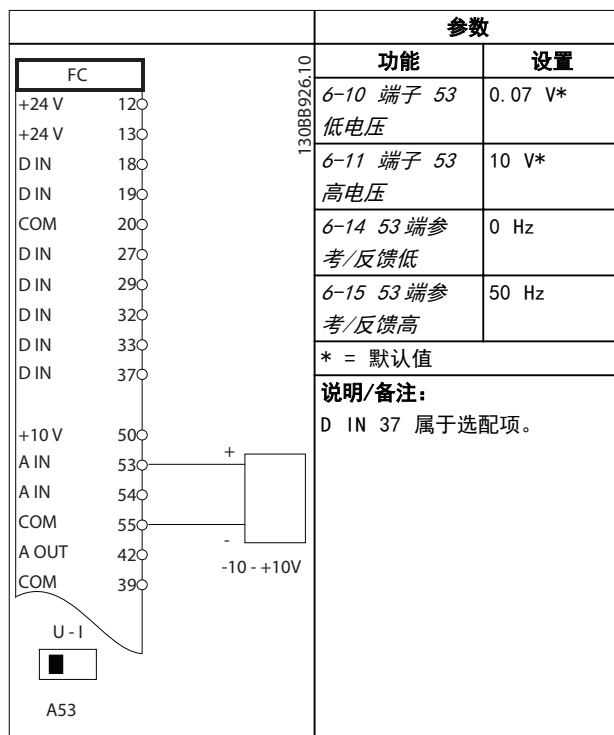 FC
+24 V 12
+24 V 13
D IN 18
D IN 19
COM 20
D IN 27
D IN 29
D IN 32
D IN 33
D IN 37
+10 V 50
A IN 53
A IN 54
COM 55
A OUT 42
COM 39
+
-
-10 - +10V
U - I
A53
130BB926.10
参数
功能 设置
6-10 端子 53 0.07 V*
低电压
6-11 端子 53 10 V*
高电压
6-14 53 端参 0 Hz
考/反馈低
6-15 53 端参 50 Hz
考/反馈高
* = 默认值
说明/备注：
D IN 37 属于选配项。